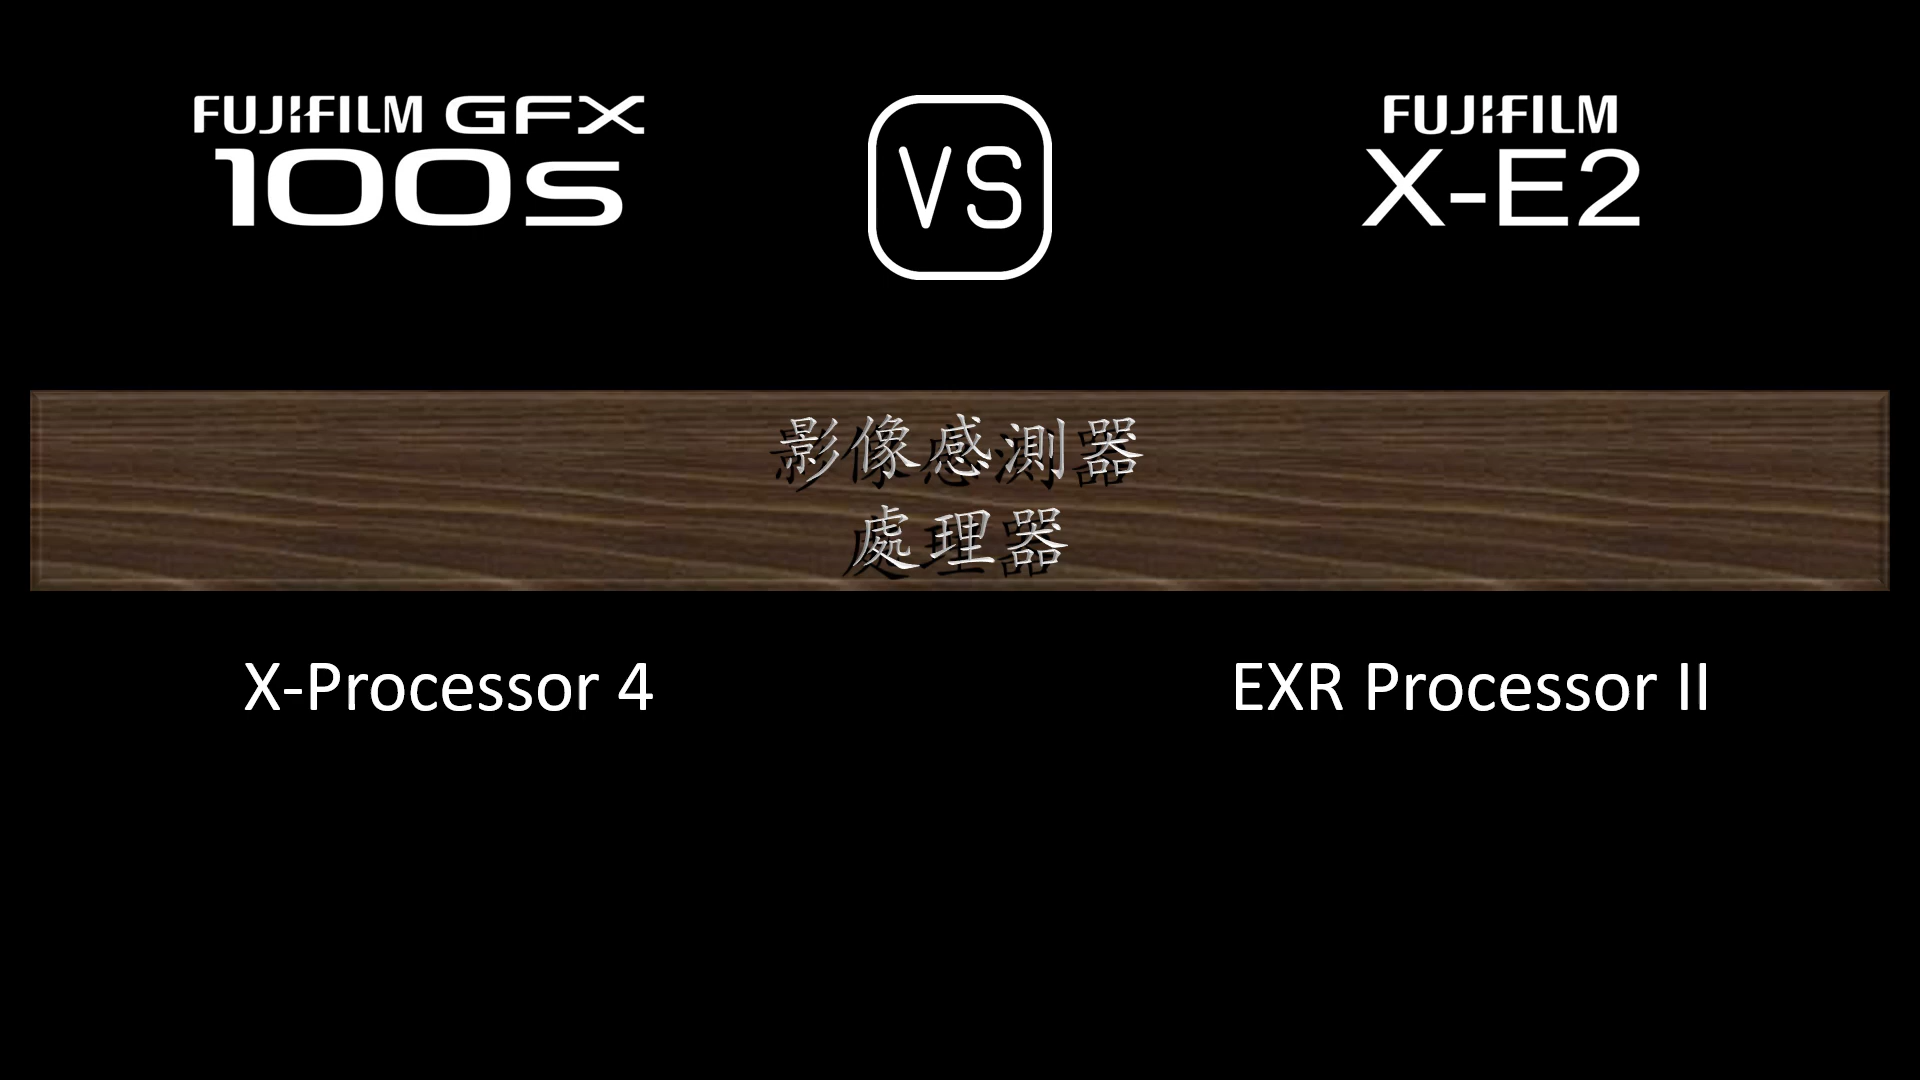 FUJIFILM GFX
100S
VS
FUJIFILM
X-E2
影像感測器
處理器
X-Processor 4
EXR Processor II